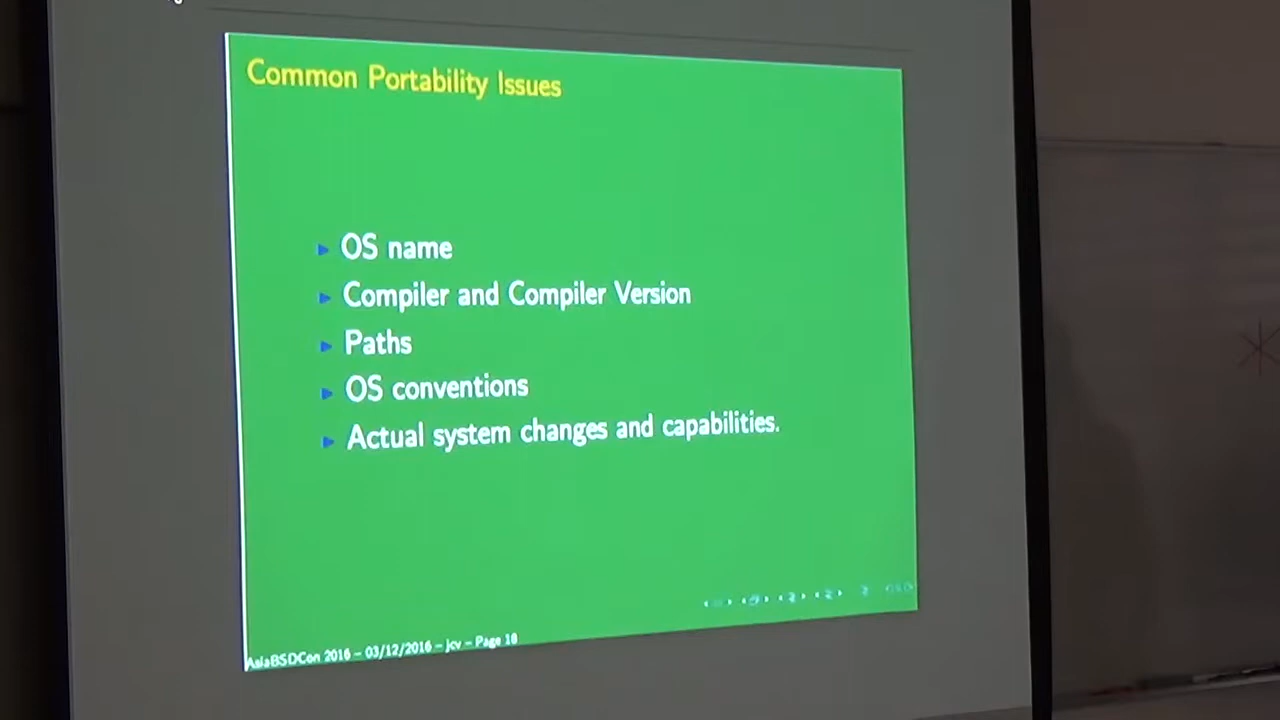 Common Portability Issues
OS name
Compiler and Compiler Version
Paths
OS conventions
Actual system changes and capabilities.
AsiaBSDCon 2016 – 03/12/2016 – jcv – Page 18